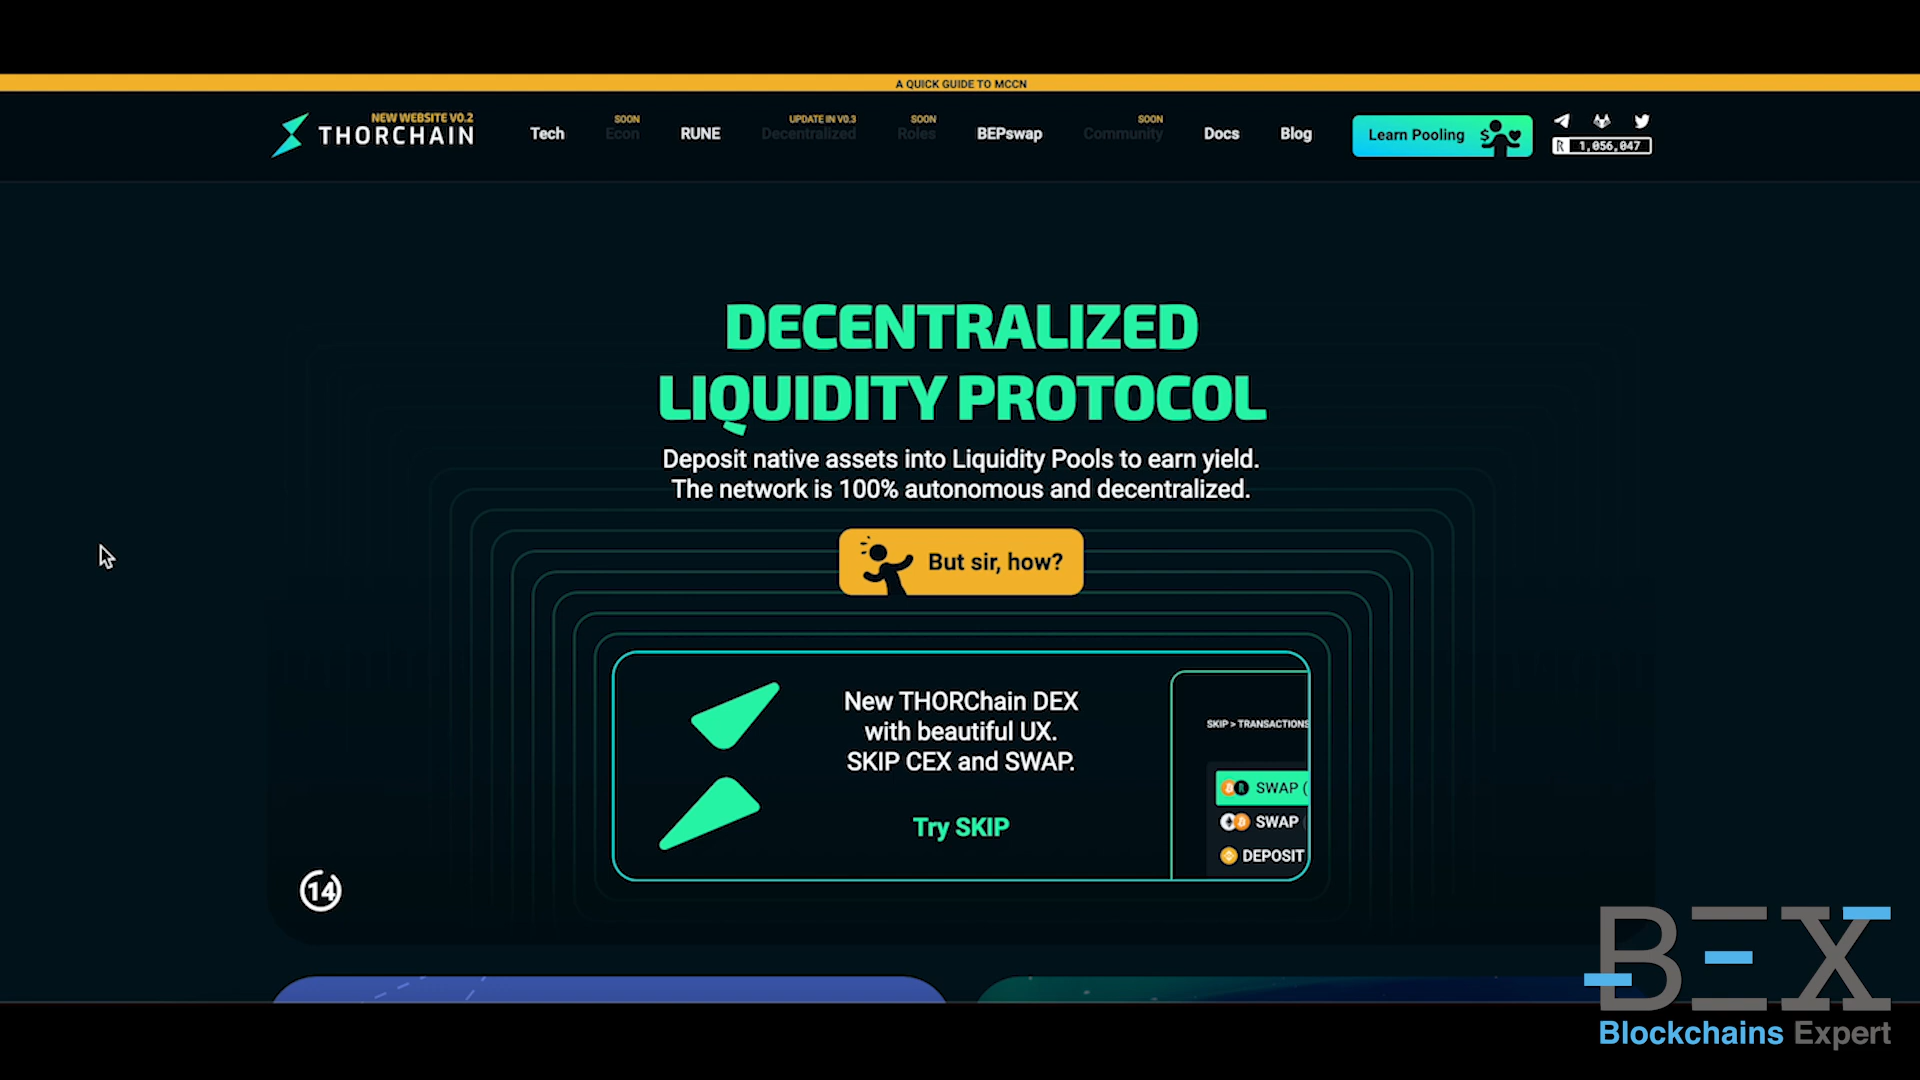 A QUICK GUIDE TO MCCN
NEW WEBSITE V0.2
THORCHAIN
Tech
SOON
Econ
RUNE
UPDATE IN V0.3
Decentralized
SOON
Roles
BEPswap
SOON
Community
Docs
Blog
Learn Pooling
$
R 1,056,047
DECENTRALIZED
LIQUIDITY PROTOCOL
Deposit native assets into Liquidity Pools to earn yield.
The network is 100% autonomous and decentralized.
But sir, how?
New THORChain DEX
with beautiful UX.
SKIP CEX and SWAP.
Try SKIP
SKIP > TRANSACTIONS
SWAP (
SWAP
DEPOSIT
14
BEX
Blockchains Expert